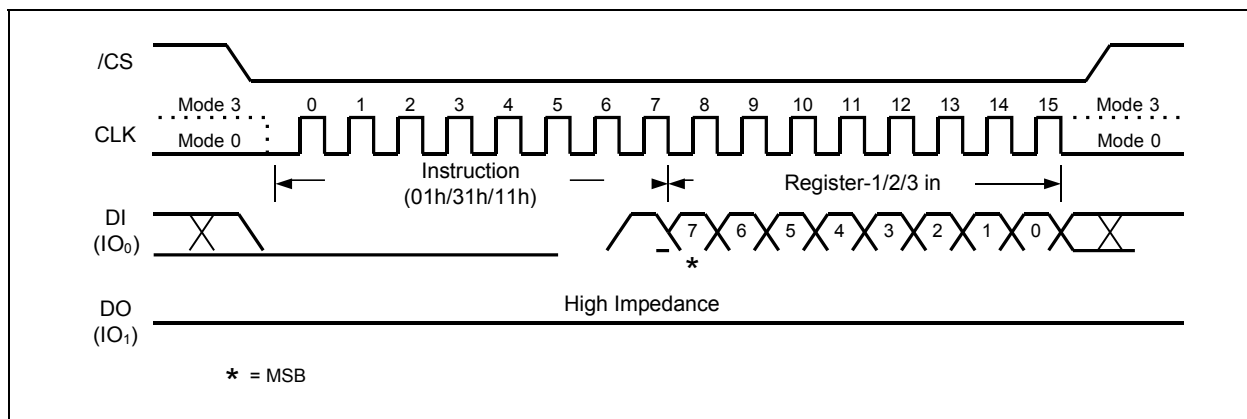 /CS
Mode 3 0 1 2 3 4 5 6 7 8 9 10 11 12 13 14 15 Mode 3
CLK Mode 0 Mode 0
Instruction
(01h/31h/11h)
Register-1/2/3 in
DI
(IO₀)
7 6 5 4 3 2 1 0
*
High Impedance
DO
(IO₁)
* = MSB